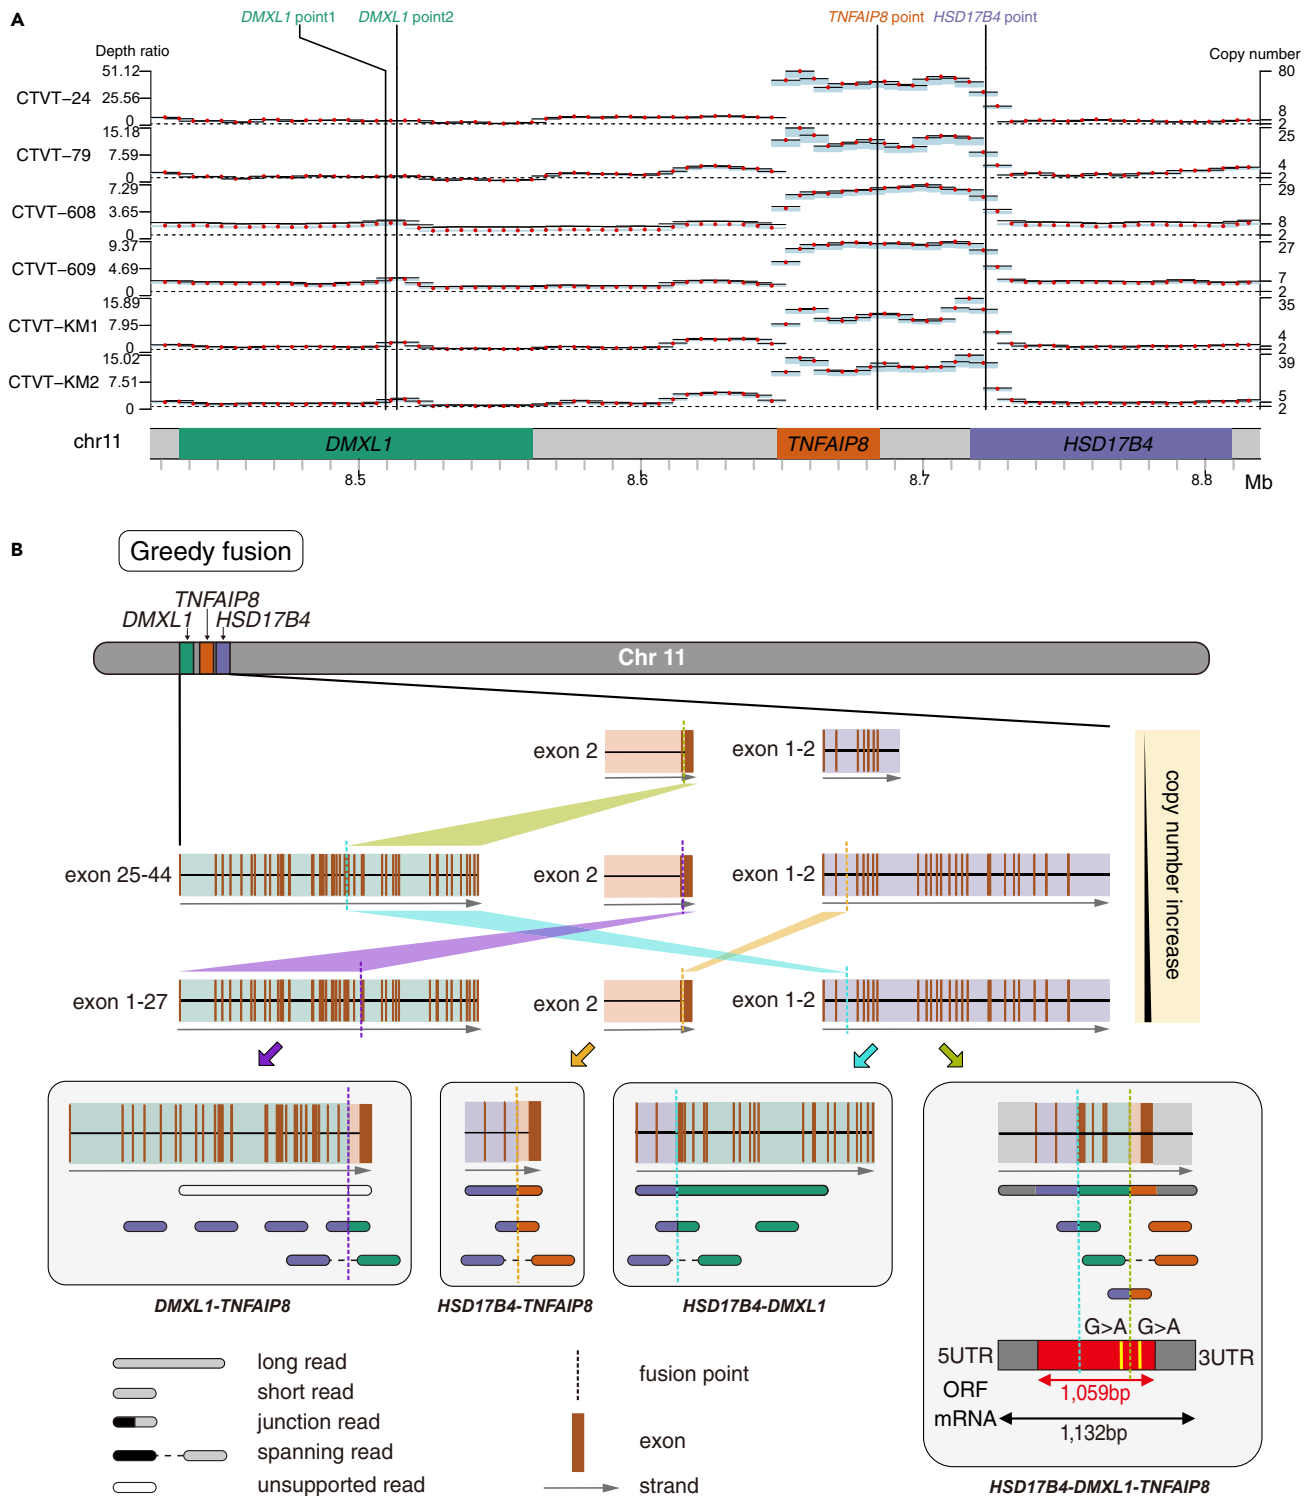 A
DMXL1 point1
DMXL1 point2
TNFAIP8 point
HSD17B4 point
Depth ratio
Copy number
CTVT−24
51.12
25.56
0
80
8
2
CTVT−79
15.18
7.59
0
25
4
2
CTVT−608
7.29
3.65
0
29
8
2
CTVT−609
9.37
4.69
0
27
7
2
CTVT−KM1
15.89
7.95
0
35
4
2
CTVT−KM2
15.02
7.51
0
39
5
2
chr11
DMXL1
TNFAIP8
HSD17B4
8.5
8.6
8.7
8.8
Mb
B
Greedy fusion
TNFAIP8
DMXL1
HSD17B4
Chr 11
exon 2
exon 1-2
copy number increase
exon 25-44
exon 2
exon 1-2
exon 1-27
exon 2
exon 1-2
DMXL1-TNFAIP8
HSD17B4-TNFAIP8
HSD17B4-DMXL1
G>A
G>A
5UTR
3UTR
ORF
1,059bp
mRNA
1,132bp
HSD17B4-DMXL1-TNFAIP8
long read
short read
junction read
spanning read
unsupported read
fusion point
exon
strand